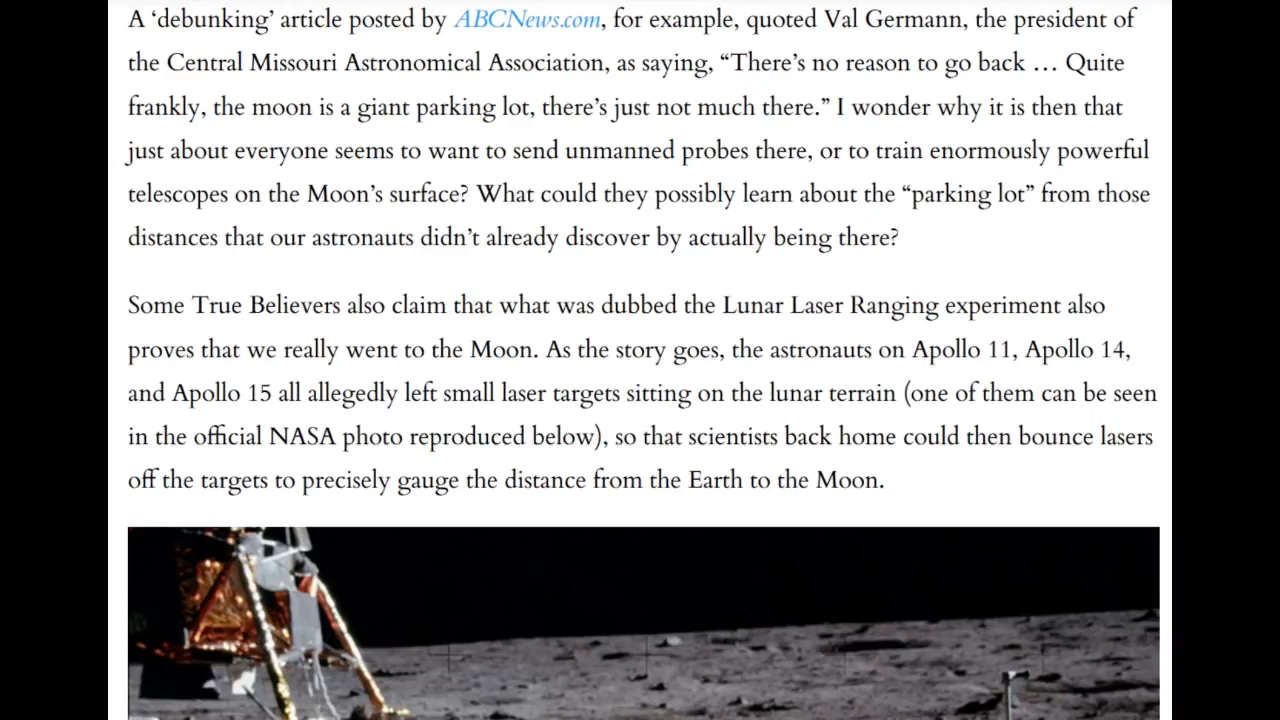 A ‘debunking’ article posted by ABCNews.com, for example, quoted Val Germann, the president of
the Central Missouri Astronomical Association, as saying, “There’s no reason to go back … Quite
frankly, the moon is a giant parking lot, there’s just not much there.” I wonder why it is then that
just about everyone seems to want to send unmanned probes there, or to train enormously powerful
telescopes on the Moon’s surface? What could they possibly learn about the “parking lot” from those
distances that our astronauts didn’t already discover by actually being there?
Some True Believers also claim that what was dubbed the Lunar Laser Ranging experiment also
proves that we really went to the Moon. As the story goes, the astronauts on Apollo 11, Apollo 14,
and Apollo 15 all allegedly left small laser targets sitting on the lunar terrain (one of them can be seen
in the official NASA photo reproduced below), so that scientists back home could then bounce lasers
off the targets to precisely gauge the distance from the Earth to the Moon.